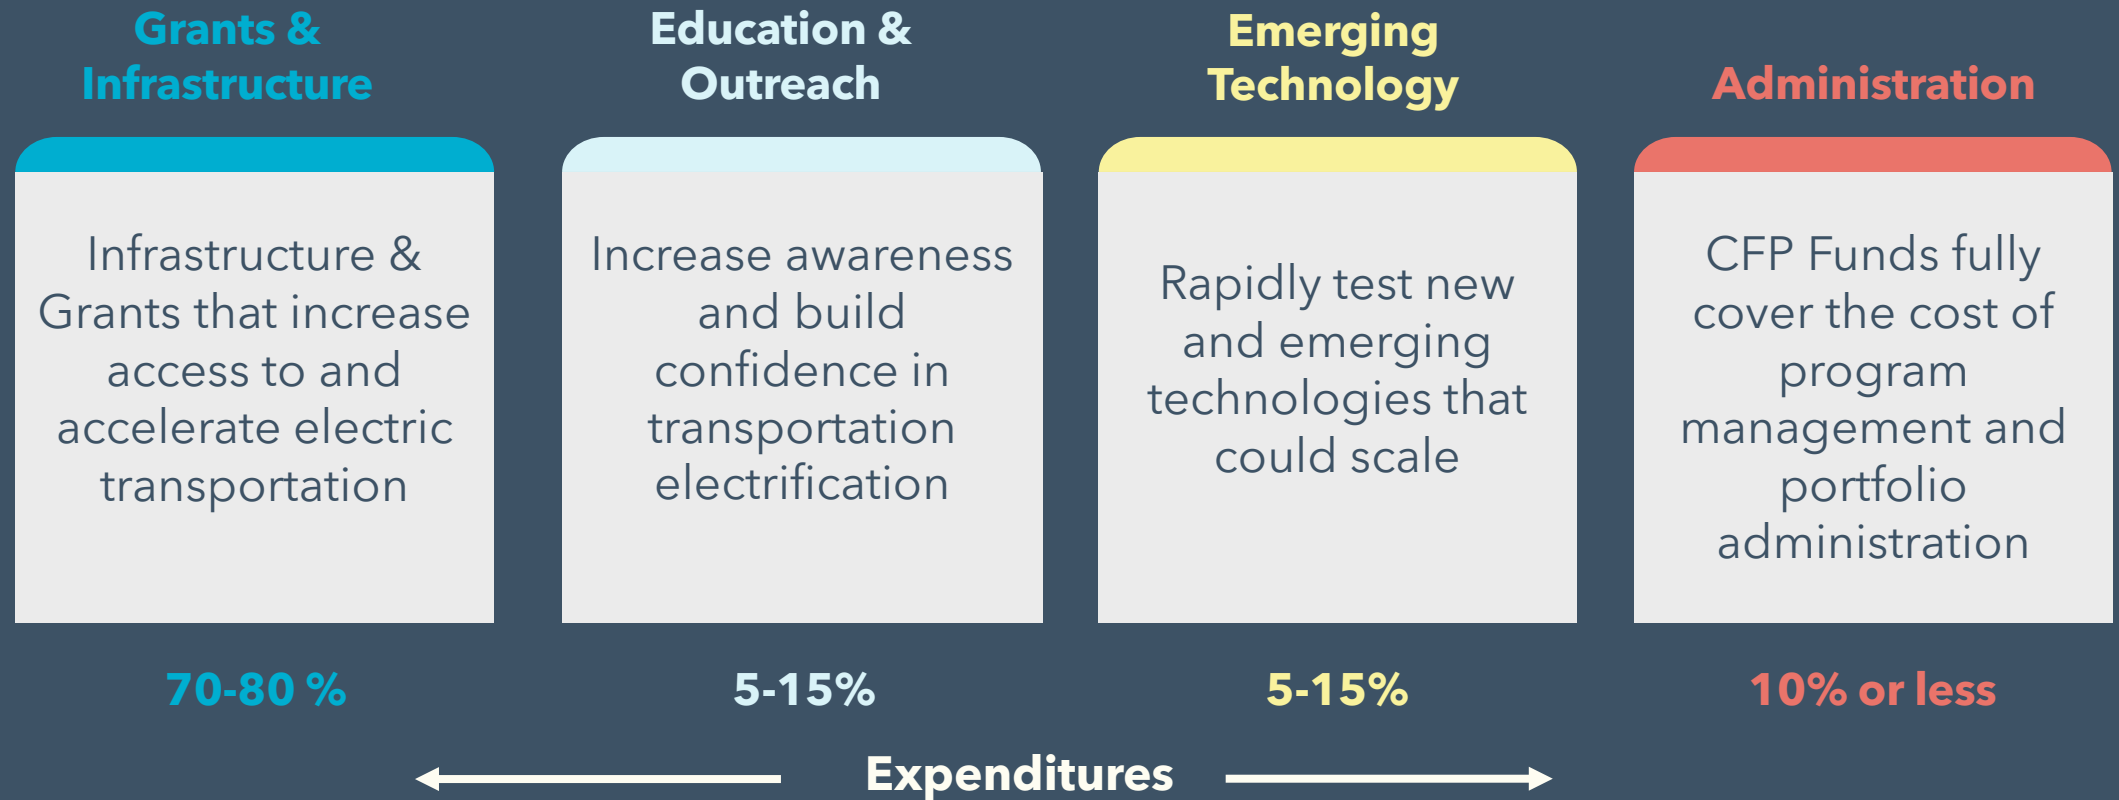 Grants &
Infrastructure
Education &
Outreach
Emerging
Technology
Administration
Infrastructure &
Grants that increase
access to and
accelerate electric
transportation
Increase awareness
and build
confidence in
transportation
electrification
Rapidly test new
and emerging
technologies that
could scale
CFP Funds fully
cover the cost of
program
management and
portfolio
administration
70-80 %
5-15%
5-15%
10% or less
Expenditures